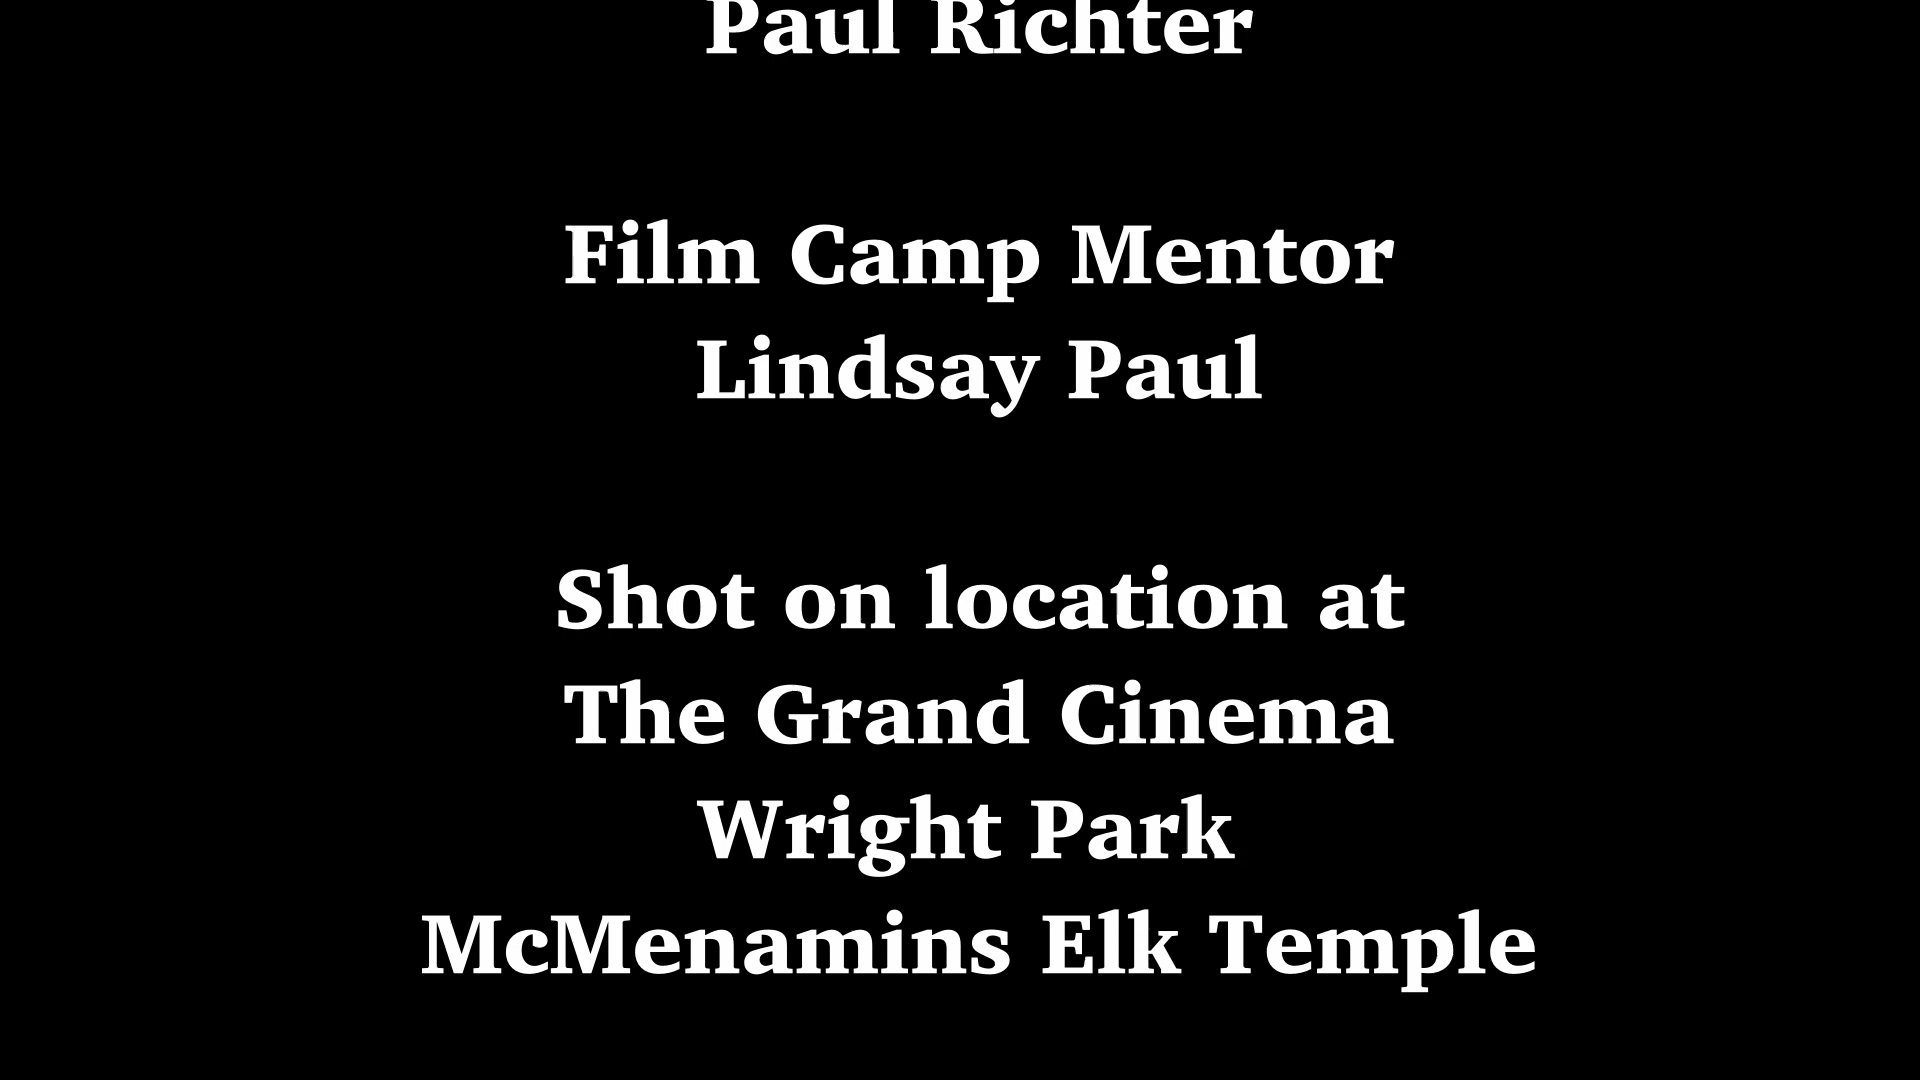 Paul Richter
Film Camp Mentor
Lindsay Paul
Shot on location at
The Grand Cinema
Wright Park
McMenamins Elk Temple